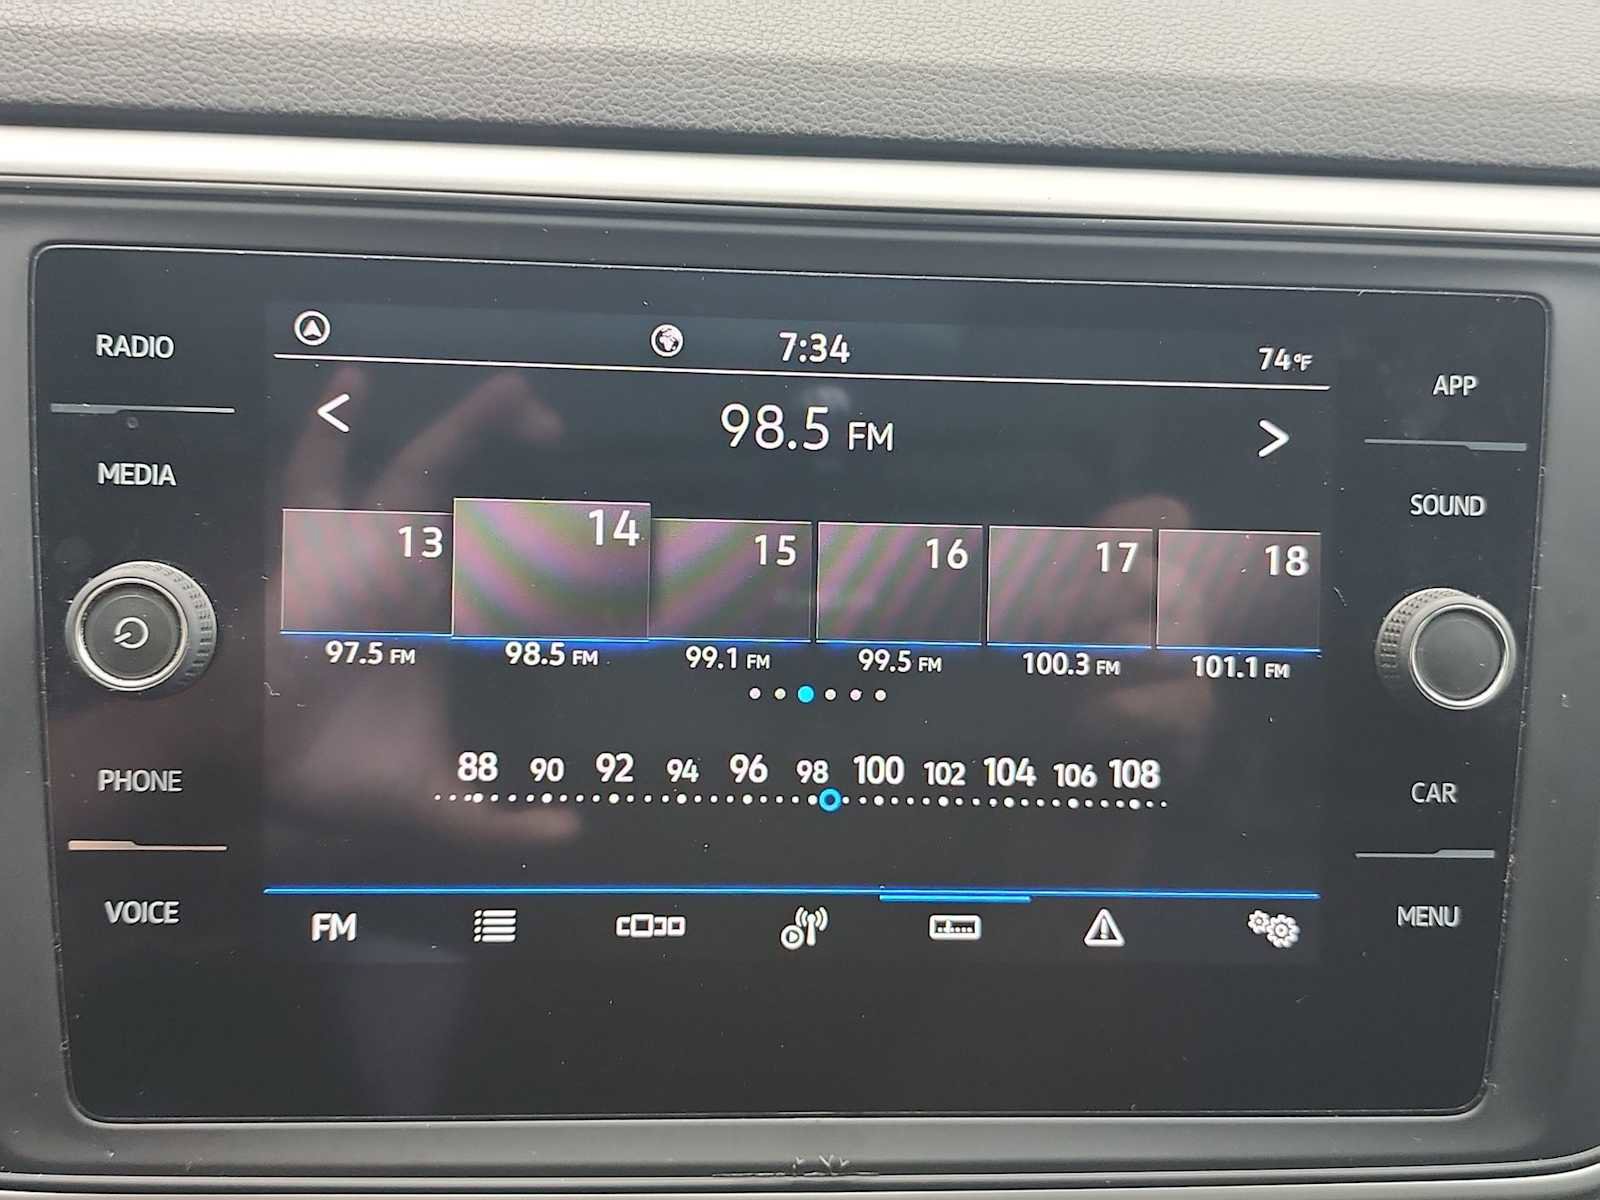 RADIO
MEDIA
PHONE
VOICE
7:34
74°F
98.5 FM
13 14 15 16 17 18
97.5 FM 98.5 FM 99.1 FM 99.5 FM 100.3 FM 101.1 FM
88 90 92 94 96 98 100 102 104 106 108
FM
APP
SOUND
CAR
MENU